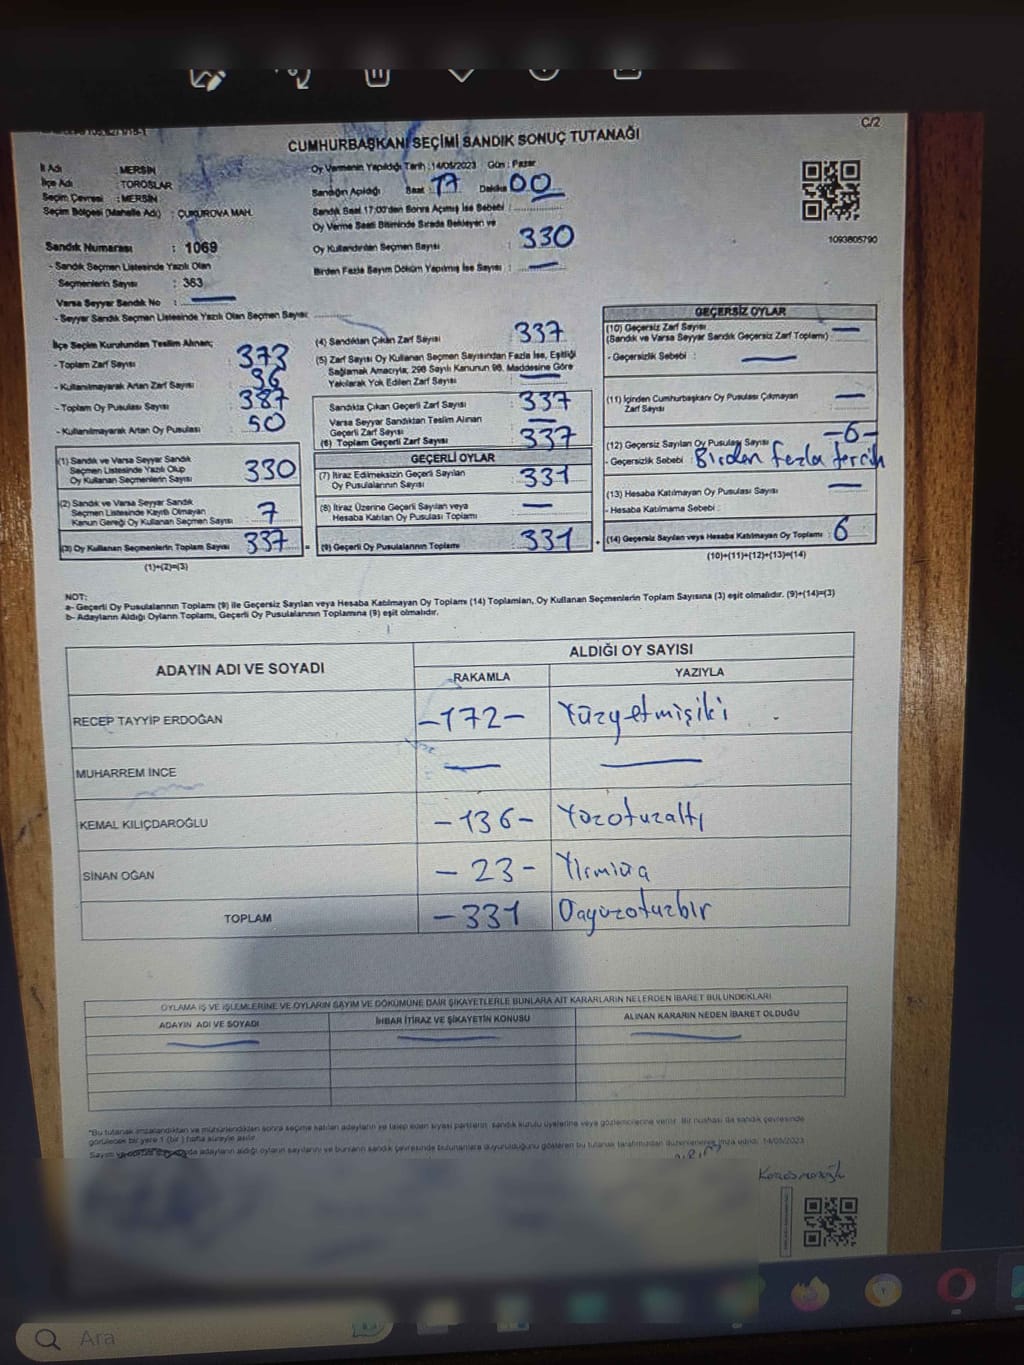 C/2
CUMHURBAŞKANI SEÇİMİ SANDIK SONUÇ TUTANAĞI
İl Adı : MERSİN
İlçe Adı : TOROSLAR
Seçim Çevresi : MERSİN
Seçim Bölgesi (Mahalle Adı) : ÇUKUROVA MAH.
Oy Vermenin Yapıldığı Tarih : 14/05/2023 Gün : Pazar
Sandığın Açıldığı Saat : 17 Dakika 00
Sandık Saat 17:00'den Sonra Açılmış İse Sebebi :
Oy Verme Saati Bitiminde Sırada Bekleyen ve
Oy Kullandırılan Seçmen Sayısı : 330
Birden Fazla Sayım Döküm Yapılmış İse Sayısı : —
1093805790
Sandık Numarası : 1069
- Sandık Seçmen Listesinde Yazılı Olan
Seçmenlerin Sayısı : 363
Varsa Seyyar Sandık No : —
- Seyyar Sandık Seçmen Listesinde Yazılı Olan Seçmen Sayısı:
İlçe Seçim Kurulundan Teslim Alınan;
- Toplam Zarf Sayısı : 373
- Kullanılmayarak Artan Zarf Sayısı : 36
- Toplam Oy Pusulası Sayısı : 387
- Kullanılmayarak Artan Oy Pusulası : 50
(1) Sandık ve Varsa Seyyar Sandık
Seçmen Listesinde Yazılı Olup
Oy Kullanan Seçmenlerin Sayısı : 330
(2) Sandık ve Varsa Seyyar Sandık
Seçmen Listesinde Kayıtlı Olmayan
Kanun Gereği Oy Kullanan Seçmen Sayısı : 7
(3) Oy Kullanan Seçmenlerin Toplam Sayısı : 337
(1)+(2)=(3)
(4) Sandıktan Çıkan Zarf Sayısı : 337
(5) Zarf Sayısı Oy Kullanan Seçmen Sayısından Fazla İse, Eşitliği
Sağlamak Amacıyla; 298 Sayılı Kanunun 98. Maddesine Göre
Yakılarak Yok Edilen Zarf Sayısı : —
Sandıkta Çıkan Geçerli Zarf Sayısı : 337
Varsa Seyyar Sandıktan Teslim Alınan
Geçerli Zarf Sayısı : —
(6) Toplam Geçerli Zarf Sayısı : 337
GEÇERLİ OYLAR
(7) İtiraz Edilmeksizin Geçerli Sayılan
Oy Pusulalarının Sayısı : 331
(8) İtiraz Üzerine Geçerli Sayılan veya
Hesaba Katılan Oy Pusulası Toplamı : —
(9) Geçerli Oy Pusulalarının Toplamı : 331
GEÇERSİZ OYLAR
(10) Geçersiz Zarf Sayısı : —
(Sandık ve Varsa Seyyar Sandık Geçersiz Zarf Toplamı)
- Geçersizlik Sebebi : —
(11) İçinden Cumhurbaşkanı Oy Pusulası Çıkmayan
Zarf Sayısı : —
(12) Geçersiz Sayılan Oy Pusulası Sayısı : -6-
- Geçersizlik Sebebi : Birden fezla tercih
(13) Hesaba Katılmayan Oy Pusulası Sayısı : —
- Hesaba Katılmama Sebebi :
(14) Geçersiz Sayılan veya Hesaba Katılmayan Oy Toplamı : 6
(10)+(11)+(12)+(13)=(14)
NOT:
a- Geçerli Oy Pusulalarının Toplamı (9) ile Geçersiz Sayılan veya Hesaba Katılmayan Oy Toplamı (14) Toplamları, Oy Kullanan Seçmenlerin Toplam Sayısına (3) eşit olmalıdır. (9)+(14)=(3)
b- Adayların Aldığı Oyların Toplamı, Geçerli Oy Pusulalarının Toplamına (9) eşit olmalıdır.
ADAYIN ADI VE SOYADI ALDIĞI OY SAYISI
RAKAMLA YAZIYLA
RECEP TAYYİP ERDOĞAN -172- Yüzyetmişiki
MUHARREM İNCE — —
KEMAL KILIÇDAROĞLU -136- Yüzotuzaltı
SİNAN OĞAN -23- Yirmiüç
TOPLAM -331 Üçyüzotuzbir
OYLAMA İŞ VE İŞLEMLERİNE VE OYLARIN SAYIM VE DÖKÜMÜNE DAİR ŞİKAYETLERLE BUNLARA AİT KARARLARIN NELERDEN İBARET BULUNDUKLARI
ADAYIN ADI VE SOYADI İHBAR İTİRAZ VE ŞİKAYETİN KONUSU ALINAN KARARIN NEDEN İBARET OLDUĞU
— — —
"Bu tutanak imzalandıktan ve mühürlendikten sonra seçime katılan adayların ve talep eden siyasi partilerin sandık kurulu üyelerine veya gözlemcilerine verilir. Bir nüshası da sandık çevresinde
görülecek bir yere 1 (bir) hafta süreyle asılır.
adayların aldığı oyların sayılarını ve bunların sandık çevresinde bulunanlara duyurulduğunu gösteren bu tutanak tarafımızdan düzenlenerek imza edildi. 14/05/2023
Karaosmanoğlu
Ara